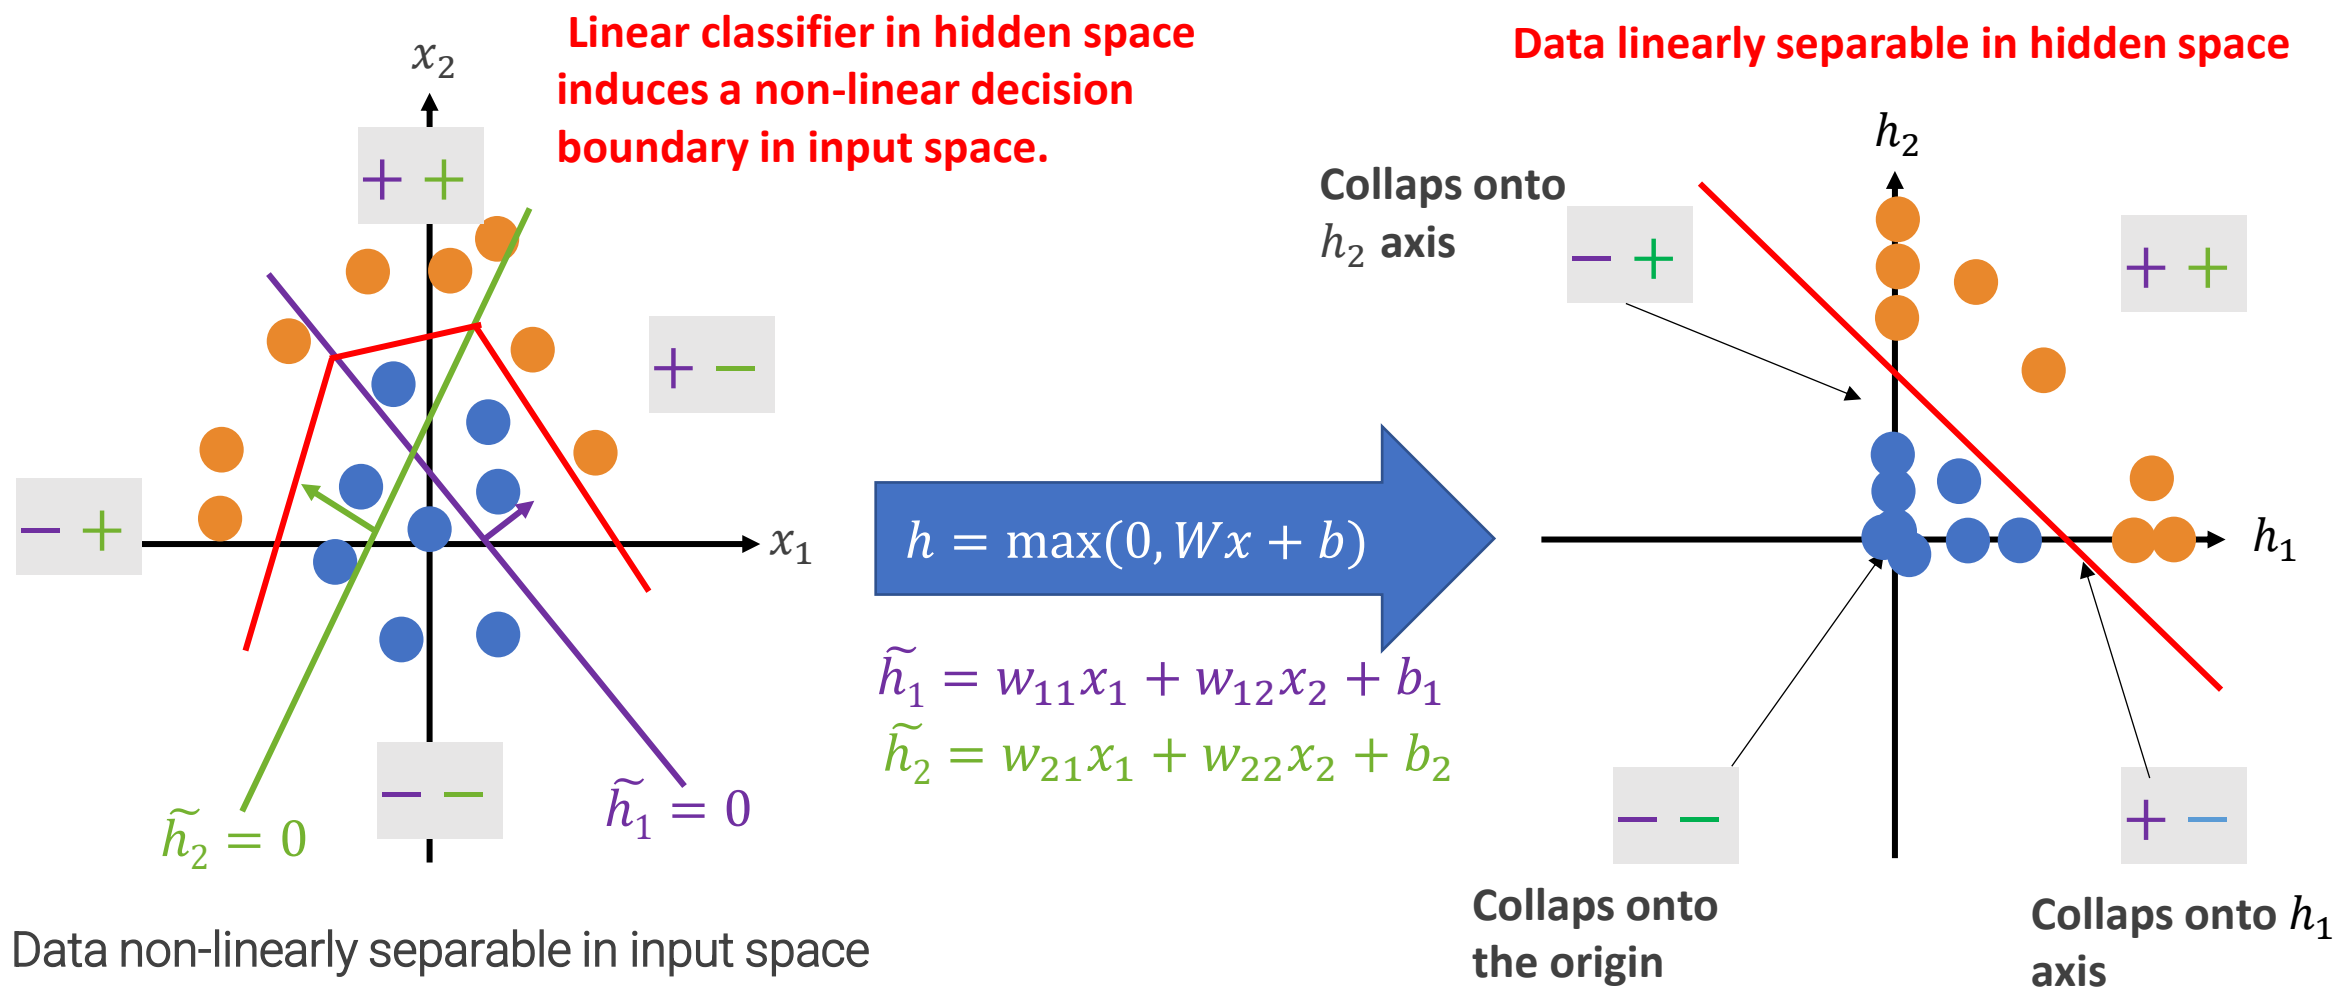 Linear classifier in hidden space
induces a non-linear decision
boundary in input space.
x₂
+ +
+ −
− +
x₁
− −
h̃₂ = 0
h̃₁ = 0
Data non-linearly separable in input space
h = max(0, Wx + b)
h̃₁ = w₁₁x₁ + w₁₂x₂ + b₁
h̃₂ = w₂₁x₁ + w₂₂x₂ + b₂
Data linearly separable in hidden space
h₂
Collaps onto
h₂ axis
− +
+ +
h₁
− −
+ −
Collaps onto
the origin
Collaps onto h₁
axis